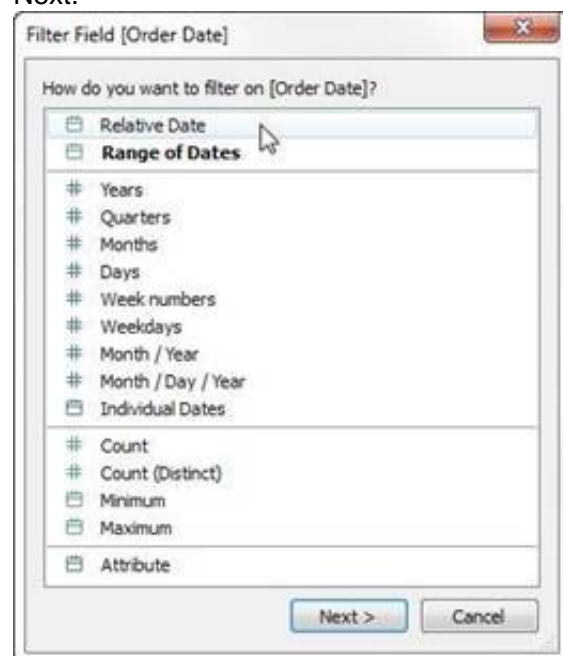 Next.
Filter Field [Order Date]
How do you want to filter on [Order Date]?
Relative Date
Range of Dates
# Years
# Quarters
# Months
# Days
# Week numbers
# Weekdays
# Month / Year
# Month / Day / Year
Individual Dates
# Count
# Count (Distinct)
Minimum
Maximum
Attribute
Next >
Cancel